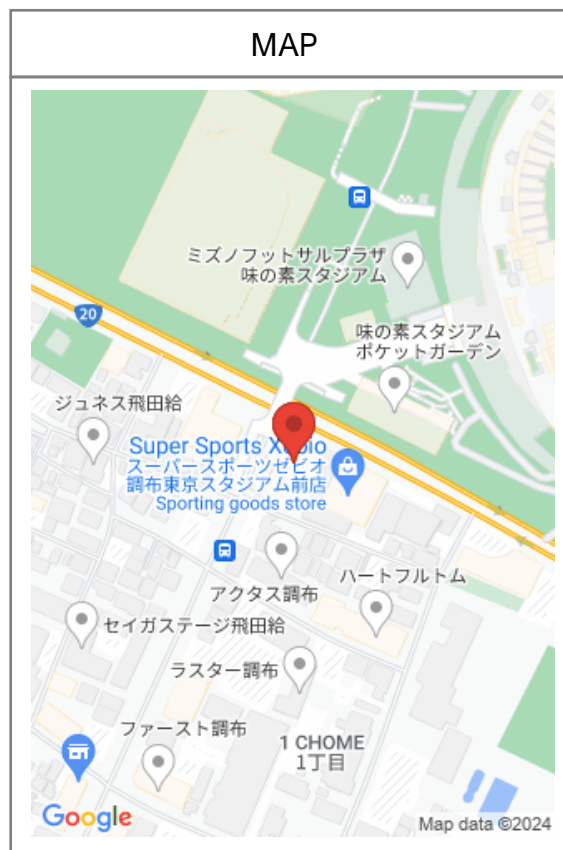 MAP
ミズノフットサルプラザ
味の素スタジアム
20
味の素スタジアム
ポケットガーデン
ジュネス飛田給
Super Sports Xebio
スーパースポーツゼビオ
調布東京スタジアム前店
Sporting goods store
アクタス調布
ハートフルトム
セイガステージ飛田給
ラスター調布
ファースト調布
1 CHOME
1丁目
Google
Map data ©2024